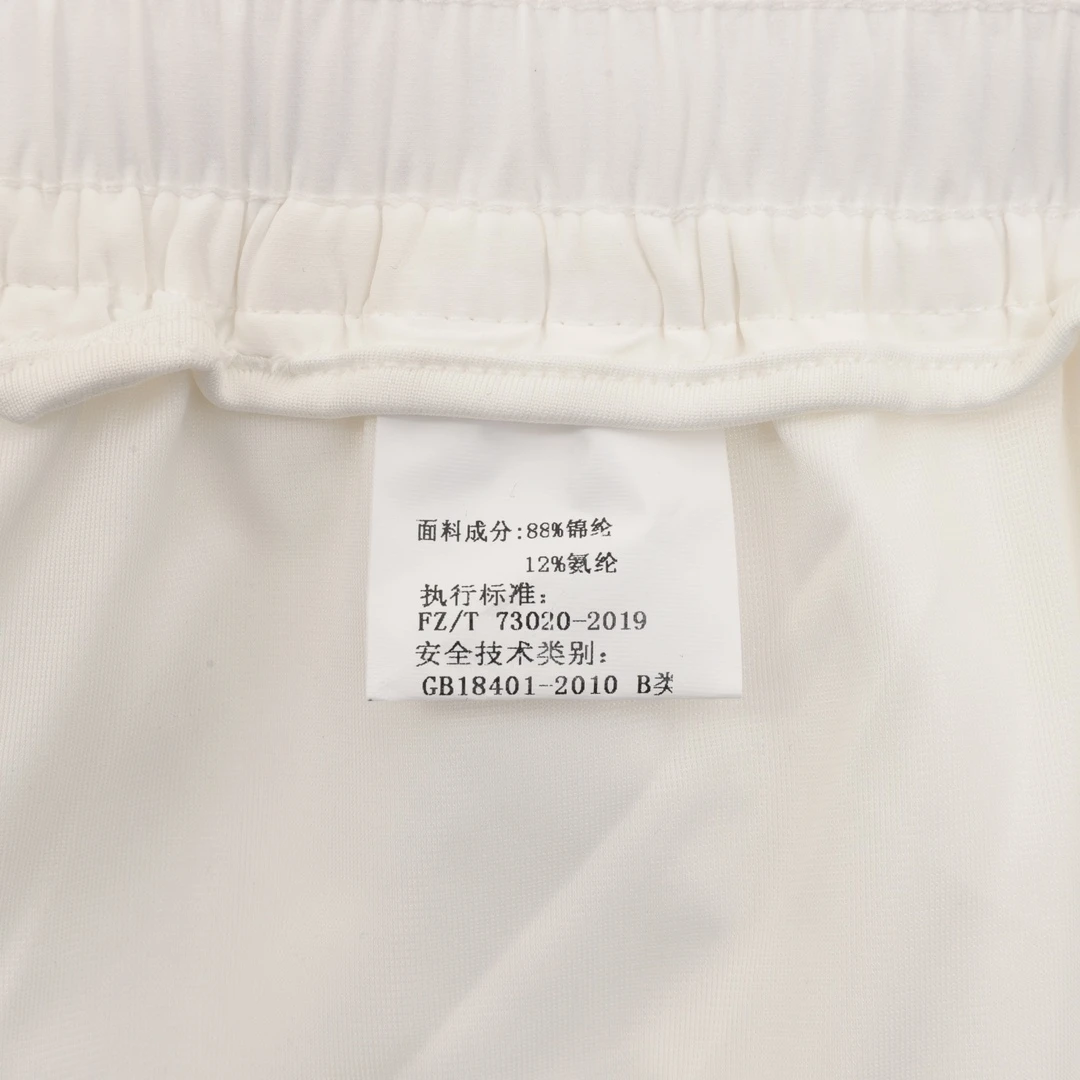 面料成分:88%锦纶
12%氨纶
执行标准:
FZ/T 73020-2019
安全技术类别:
GB18401-2010 B类